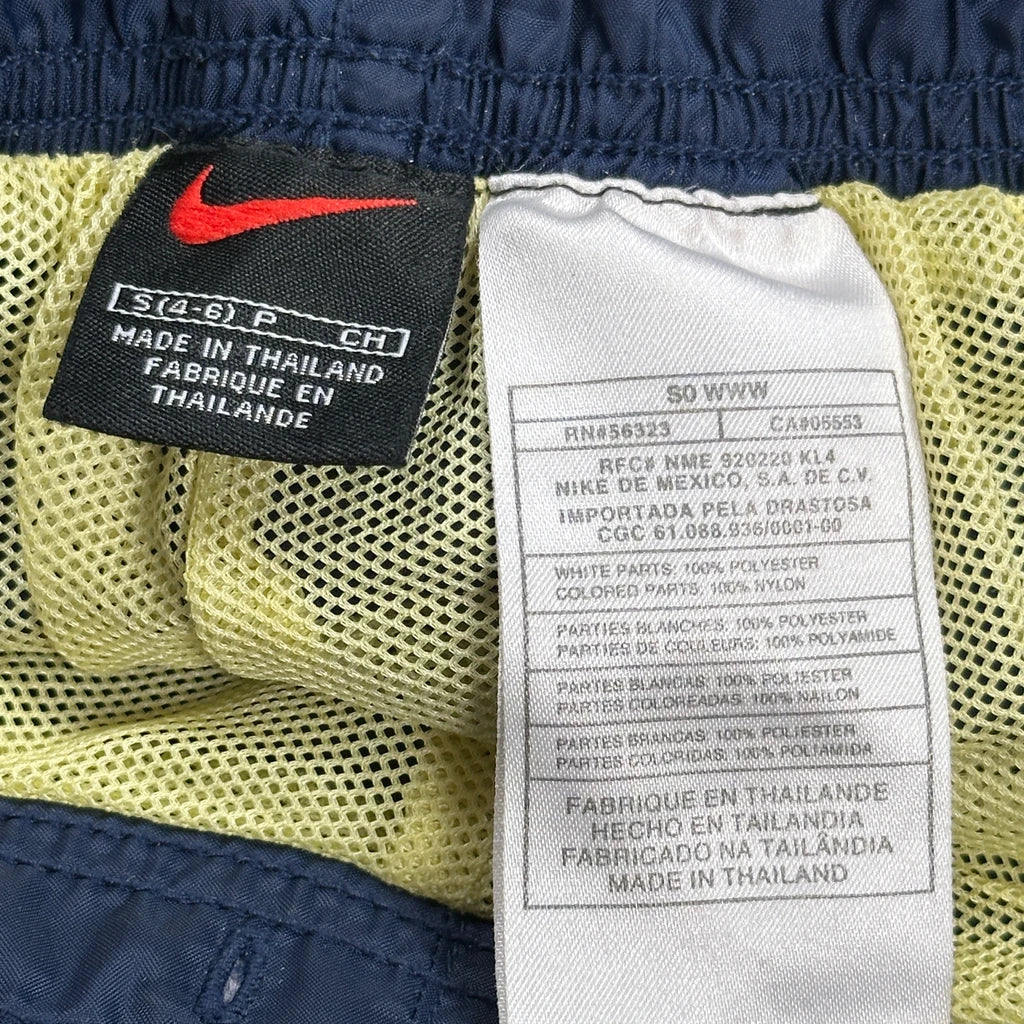 S(4-6) P CH
MADE IN THAILAND
FABRIQUE EN
THAILANDE
SO WWW
RN#56323 CA#05553
RFC# NME 920220 KL4
NIKE DE MEXICO, S.A. DE C.V.
IMPORTADA PELA DRASTOSA
CGC 61.088.936/0001-00
WHITE PARTS: 100% POLYESTER
COLORED PARTS: 100% NYLON
PARTIES BLANCHES: 100% POLYESTER
PARTIES DE COULEURS: 100% POLYAMIDE
PARTES BLANCAS: 100% POLIESTER
PARTES COLOREADAS: 100% NAILON
PARTES BRANCAS: 100% POLIESTER
PARTES COLORIDAS: 100% POLIAMIDA
FABRIQUE EN THAILANDE
HECHO EN TAILANDIA
FABRICADO NA TAILÂNDIA
MADE IN THAILAND